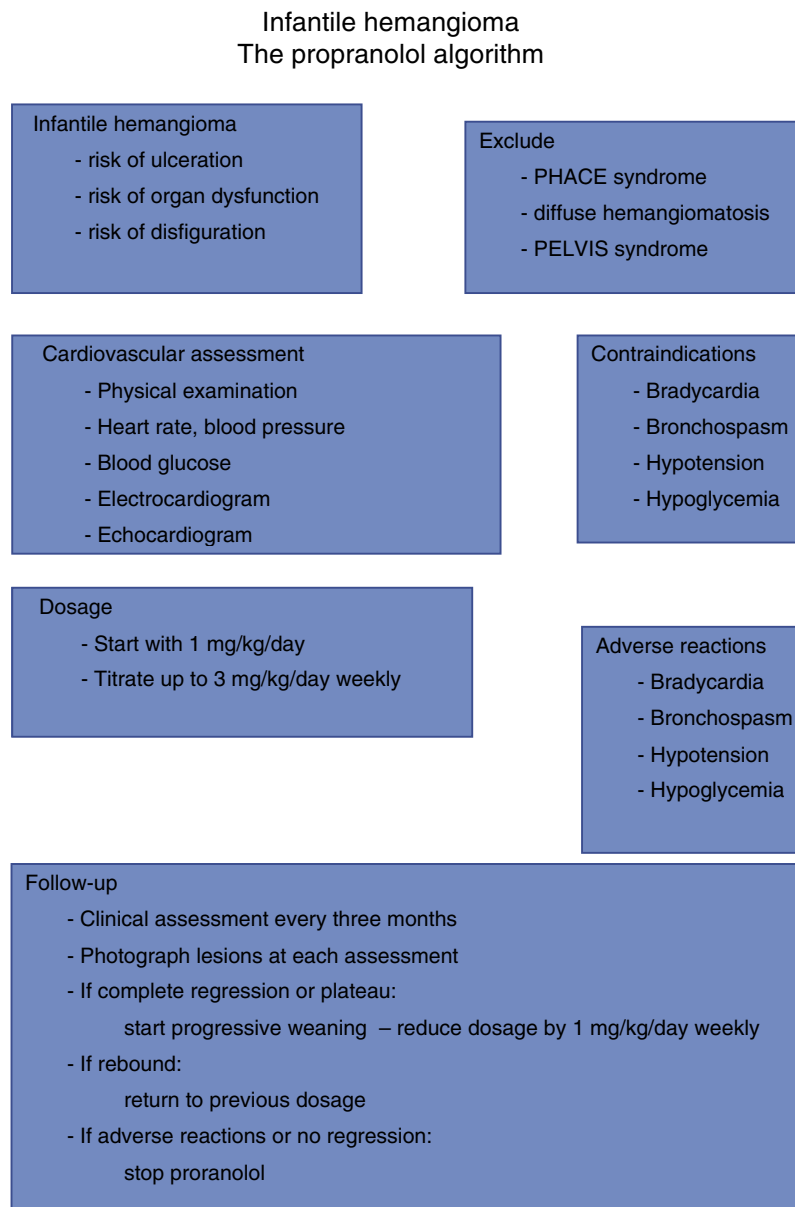 Infantile hemangioma
The propranolol algorithm
Infantile hemangioma
- risk of ulceration
- risk of organ dysfunction
- risk of disfiguration
Exclude
- PHACE syndrome
- diffuse hemangiomatosis
- PELVIS syndrome
Cardiovascular assessment
- Physical examination
- Heart rate, blood pressure
- Blood glucose
- Electrocardiogram
- Echocardiogram
Contraindications
- Bradycardia
- Bronchospasm
- Hypotension
- Hypoglycemia
Dosage
- Start with 1 mg/kg/day
- Titrate up to 3 mg/kg/day weekly
Adverse reactions
- Bradycardia
- Bronchospasm
- Hypotension
- Hypoglycemia
Follow-up
- Clinical assessment every three months
- Photograph lesions at each assessment
- If complete regression or plateau:
start progressive weaning – reduce dosage by 1 mg/kg/day weekly
- If rebound:
return to previous dosage
- If adverse reactions or no regression:
stop proranolol